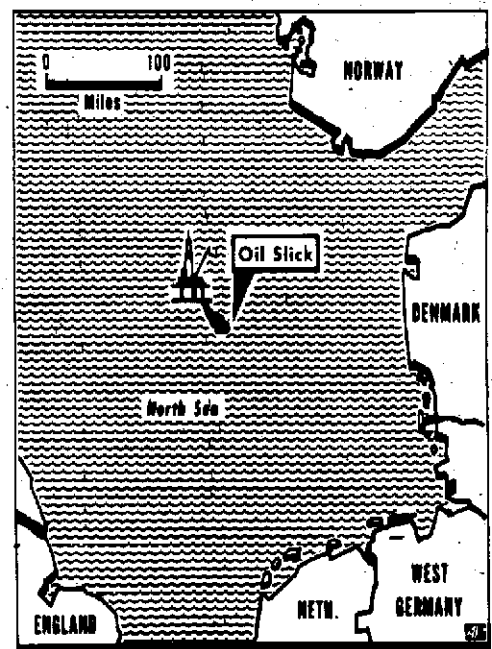 0 100
Miles
NORWAY
Oil Slick
DENMARK
North Sea
WEST
GERMANY
NETH.
ENGLAND